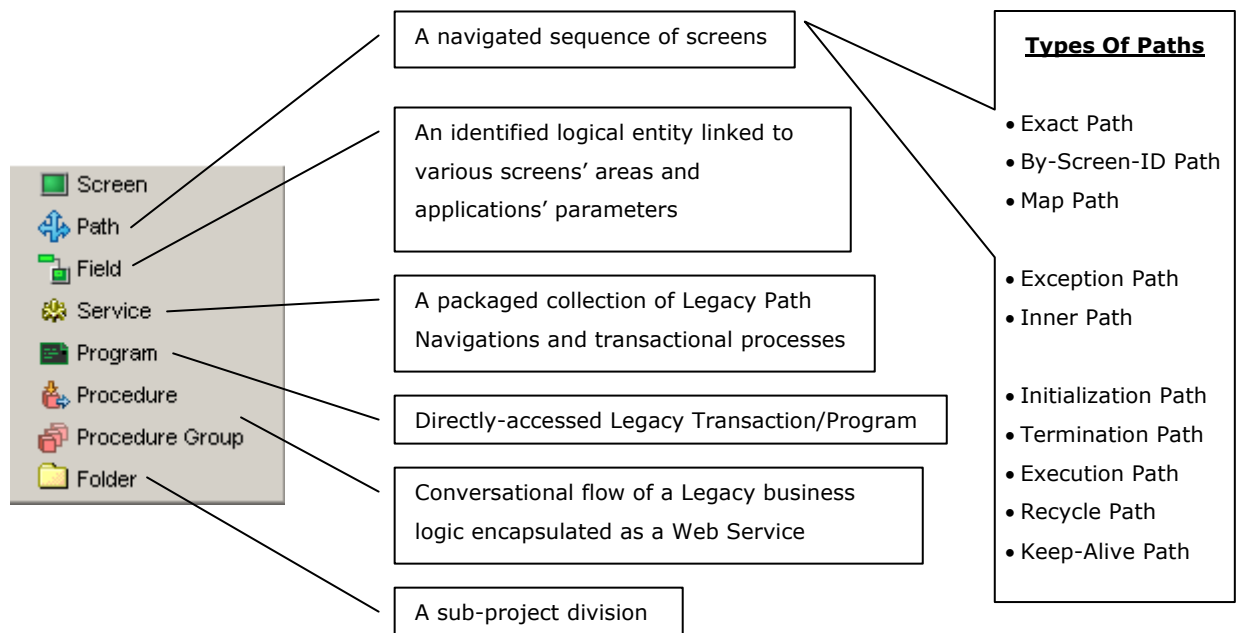 Screen
Path
Field
Service
Program
Procedure
Procedure Group
Folder
A navigated sequence of screens
An identified logical entity linked to
various screens’ areas and
applications’ parameters
A packaged collection of Legacy Path
Navigations and transactional processes
Directly-accessed Legacy Transaction/Program
Conversational flow of a Legacy business
logic encapsulated as a Web Service
A sub-project division
Types Of Paths
• Exact Path
• By-Screen-ID Path
• Map Path
• Exception Path
• Inner Path
• Initialization Path
• Termination Path
• Execution Path
• Recycle Path
• Keep-Alive Path